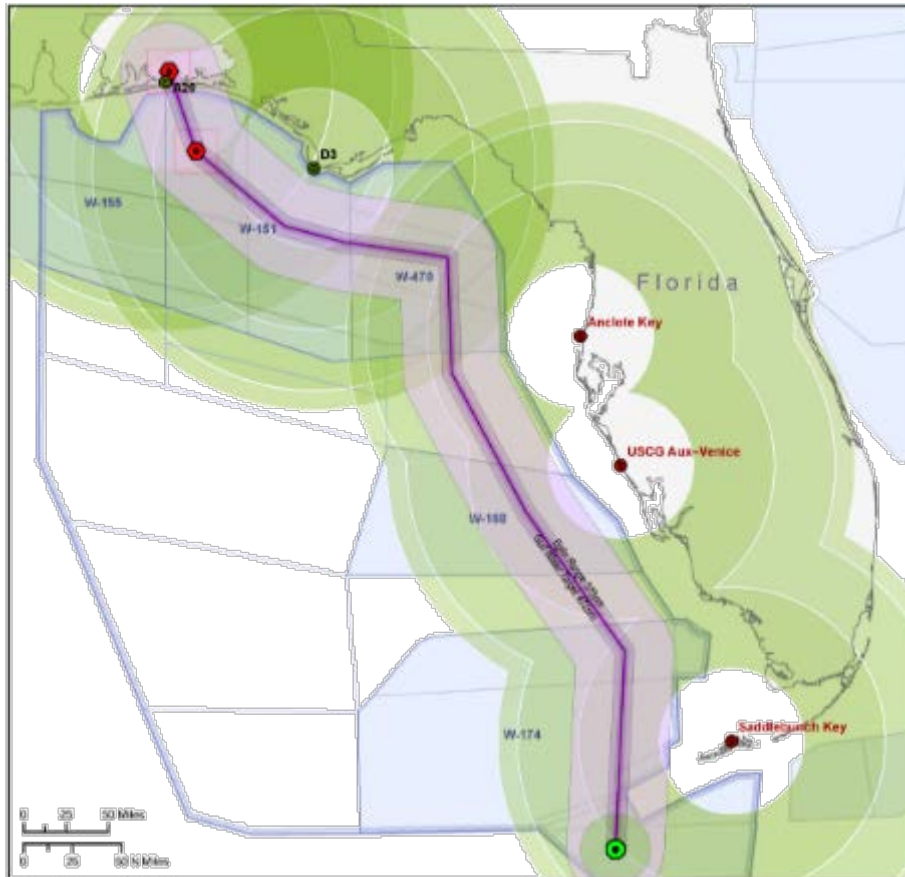 A20
D3
W-155
W-151
W-470
Florida
Anclote Key
USCG Aux-Venice
W-168
W-174
Saddlebunch Key
0 25 50 Miles
0 25 50 N Miles